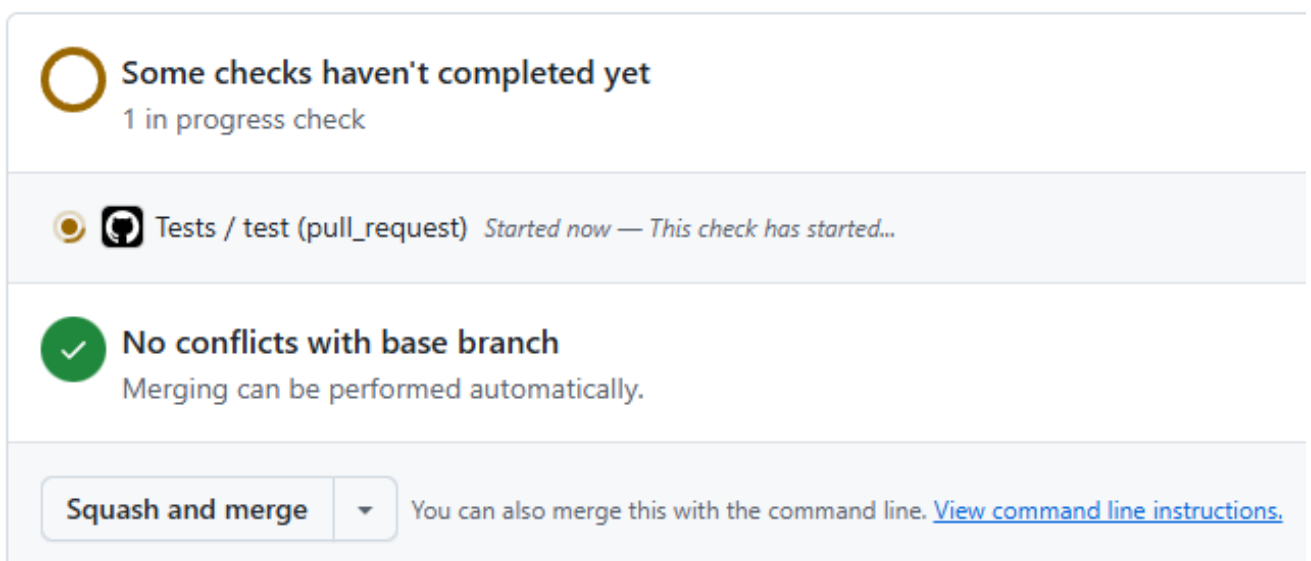 Some checks haven't completed yet
1 in progress check
Tests / test (pull_request) Started now — This check has started...
No conflicts with base branch
Merging can be performed automatically.
Squash and merge You can also merge this with the command line. View command line instructions.